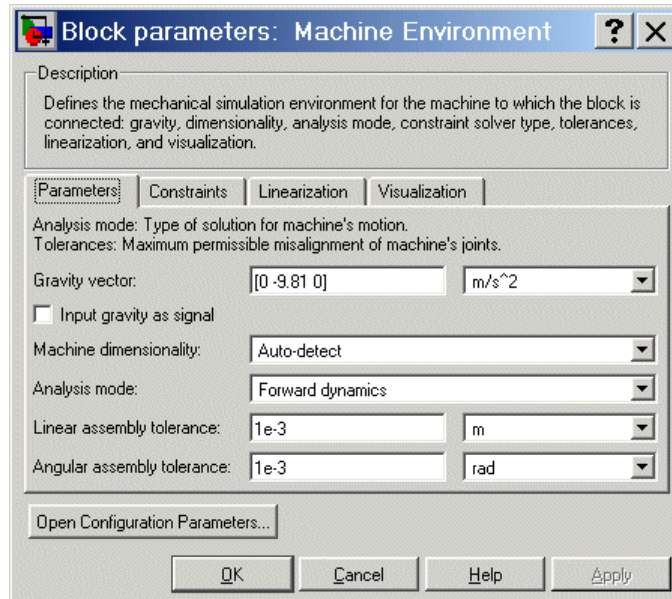 Block parameters: Machine Environment
Description
Defines the mechanical simulation environment for the machine to which the block is
connected: gravity, dimensionality, analysis mode, constraint solver type, tolerances,
linearization, and visualization.
Parameters Constraints Linearization Visualization
Analysis mode: Type of solution for machine's motion.
Tolerances: Maximum permissible misalignment of machine's joints.
Gravity vector: [0 -9.81 0] m/s^2
Input gravity as signal
Machine dimensionality: Auto-detect
Analysis mode: Forward dynamics
Linear assembly tolerance: 1e-3 m
Angular assembly tolerance: 1e-3 rad
Open Configuration Parameters...
OK Cancel Help Apply